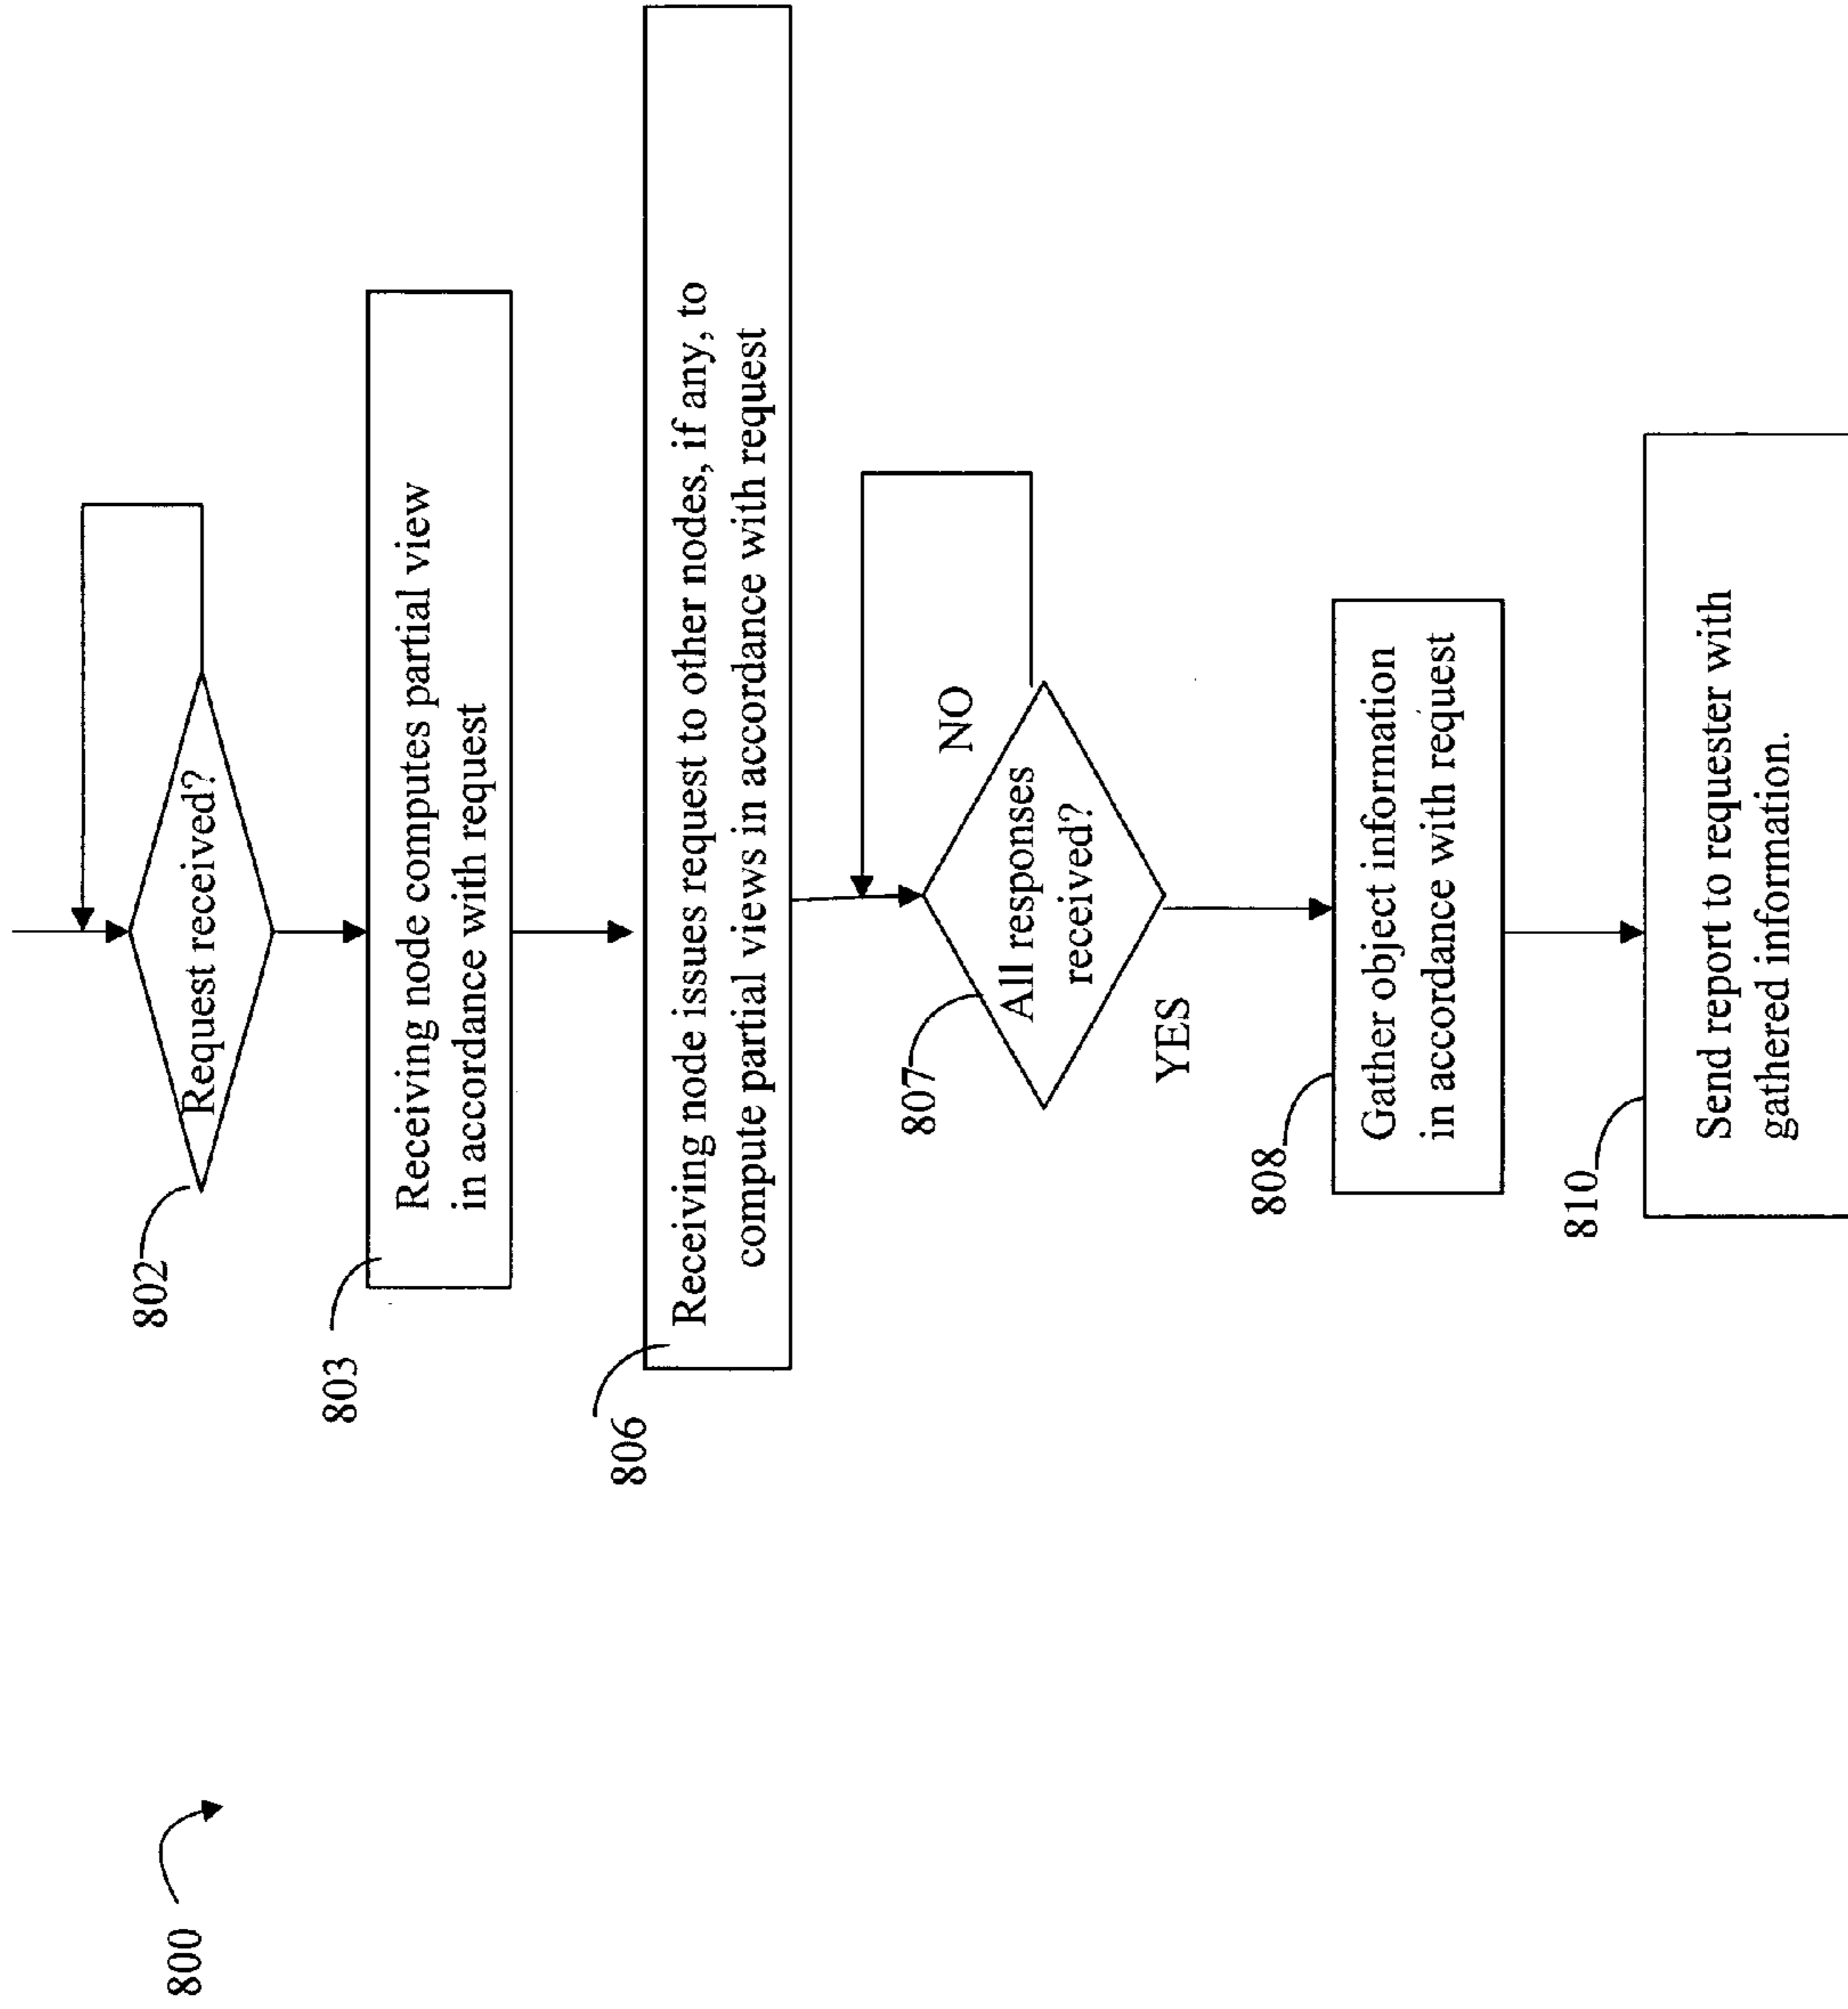 800
802
Request received?
803
Receiving node computes partial view
in accordance with request
806
Receiving node issues request to other nodes, if any, to
compute partial views in accordance with request
807
All responses
received?
NO
YES
808
Gather object information
in accordance with request
810
Send report to requester with
gathered information.